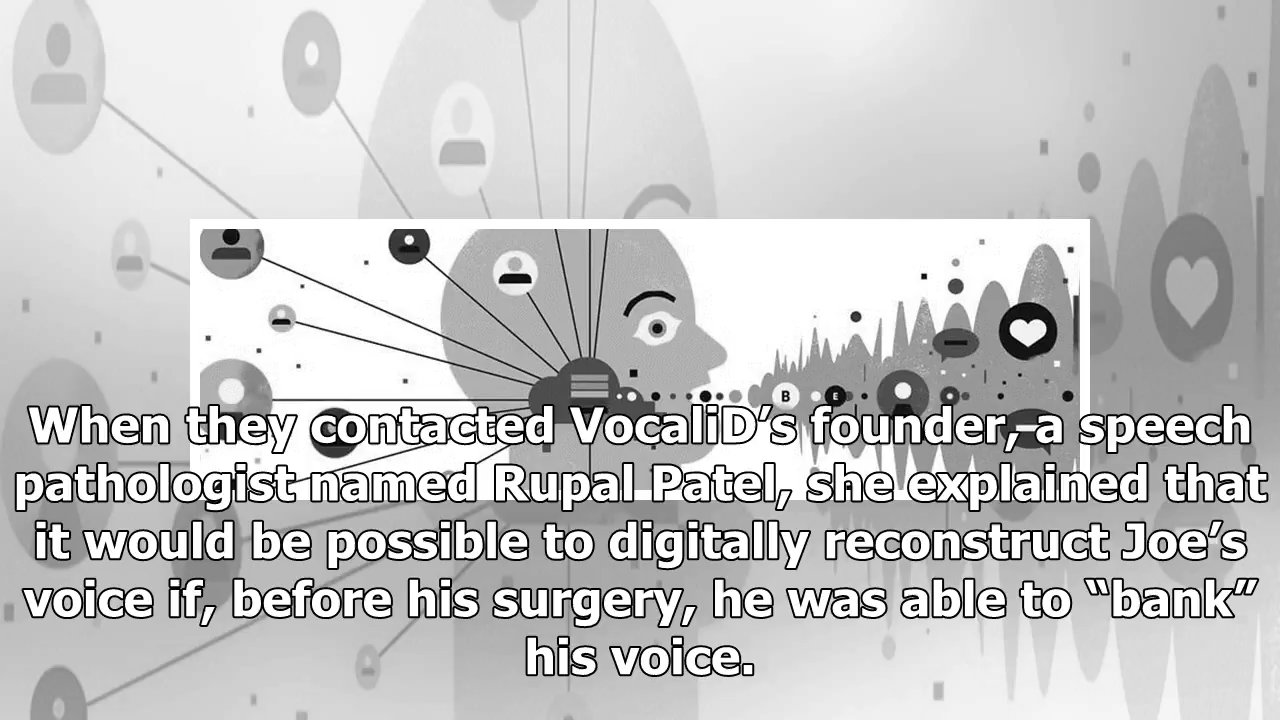 B
E
When they contacted VocaliD’s founder, a speech
pathologist named Rupal Patel, she explained that
it would be possible to digitally reconstruct Joe’s
voice if, before his surgery, he was able to “bank”
his voice.